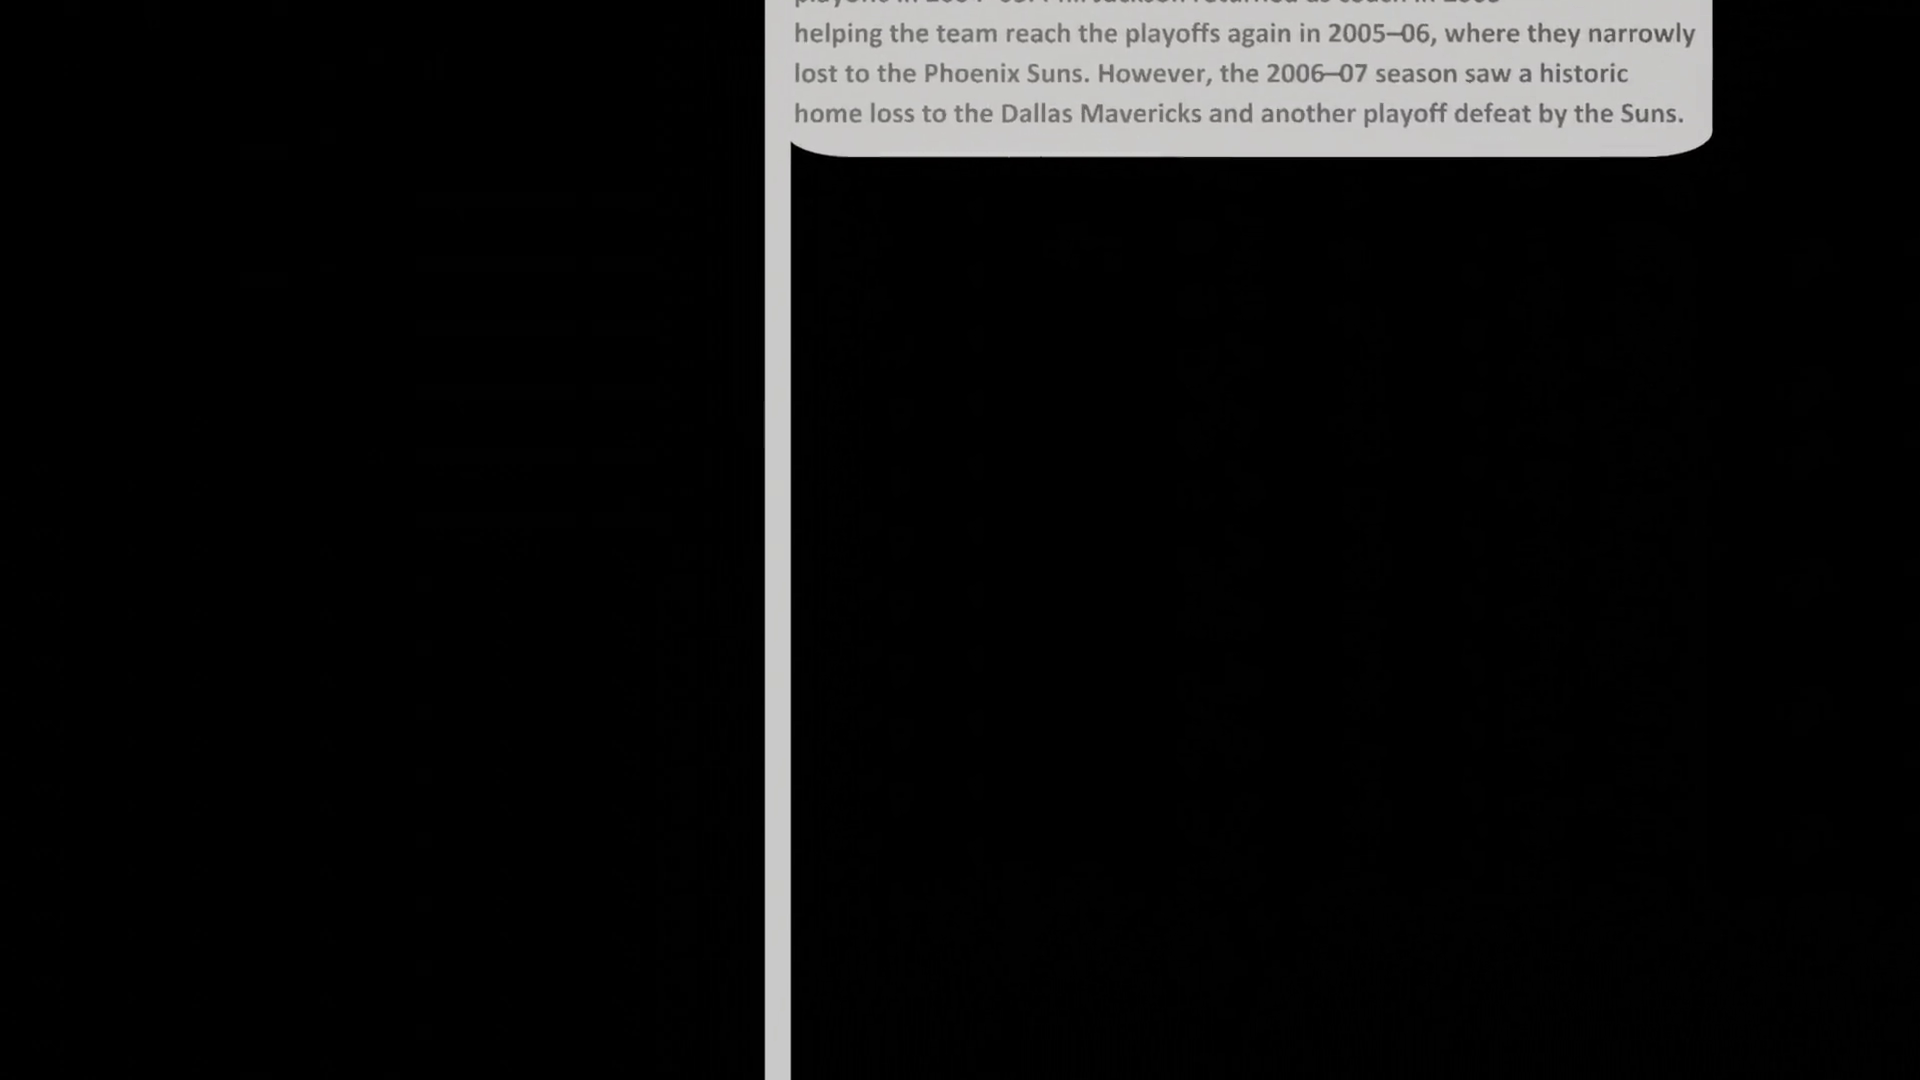 helping the team reach the playoffs again in 2005–06, where they narrowly
lost to the Phoenix Suns. However, the 2006–07 season saw a historic
home loss to the Dallas Mavericks and another playoff defeat by the Suns.